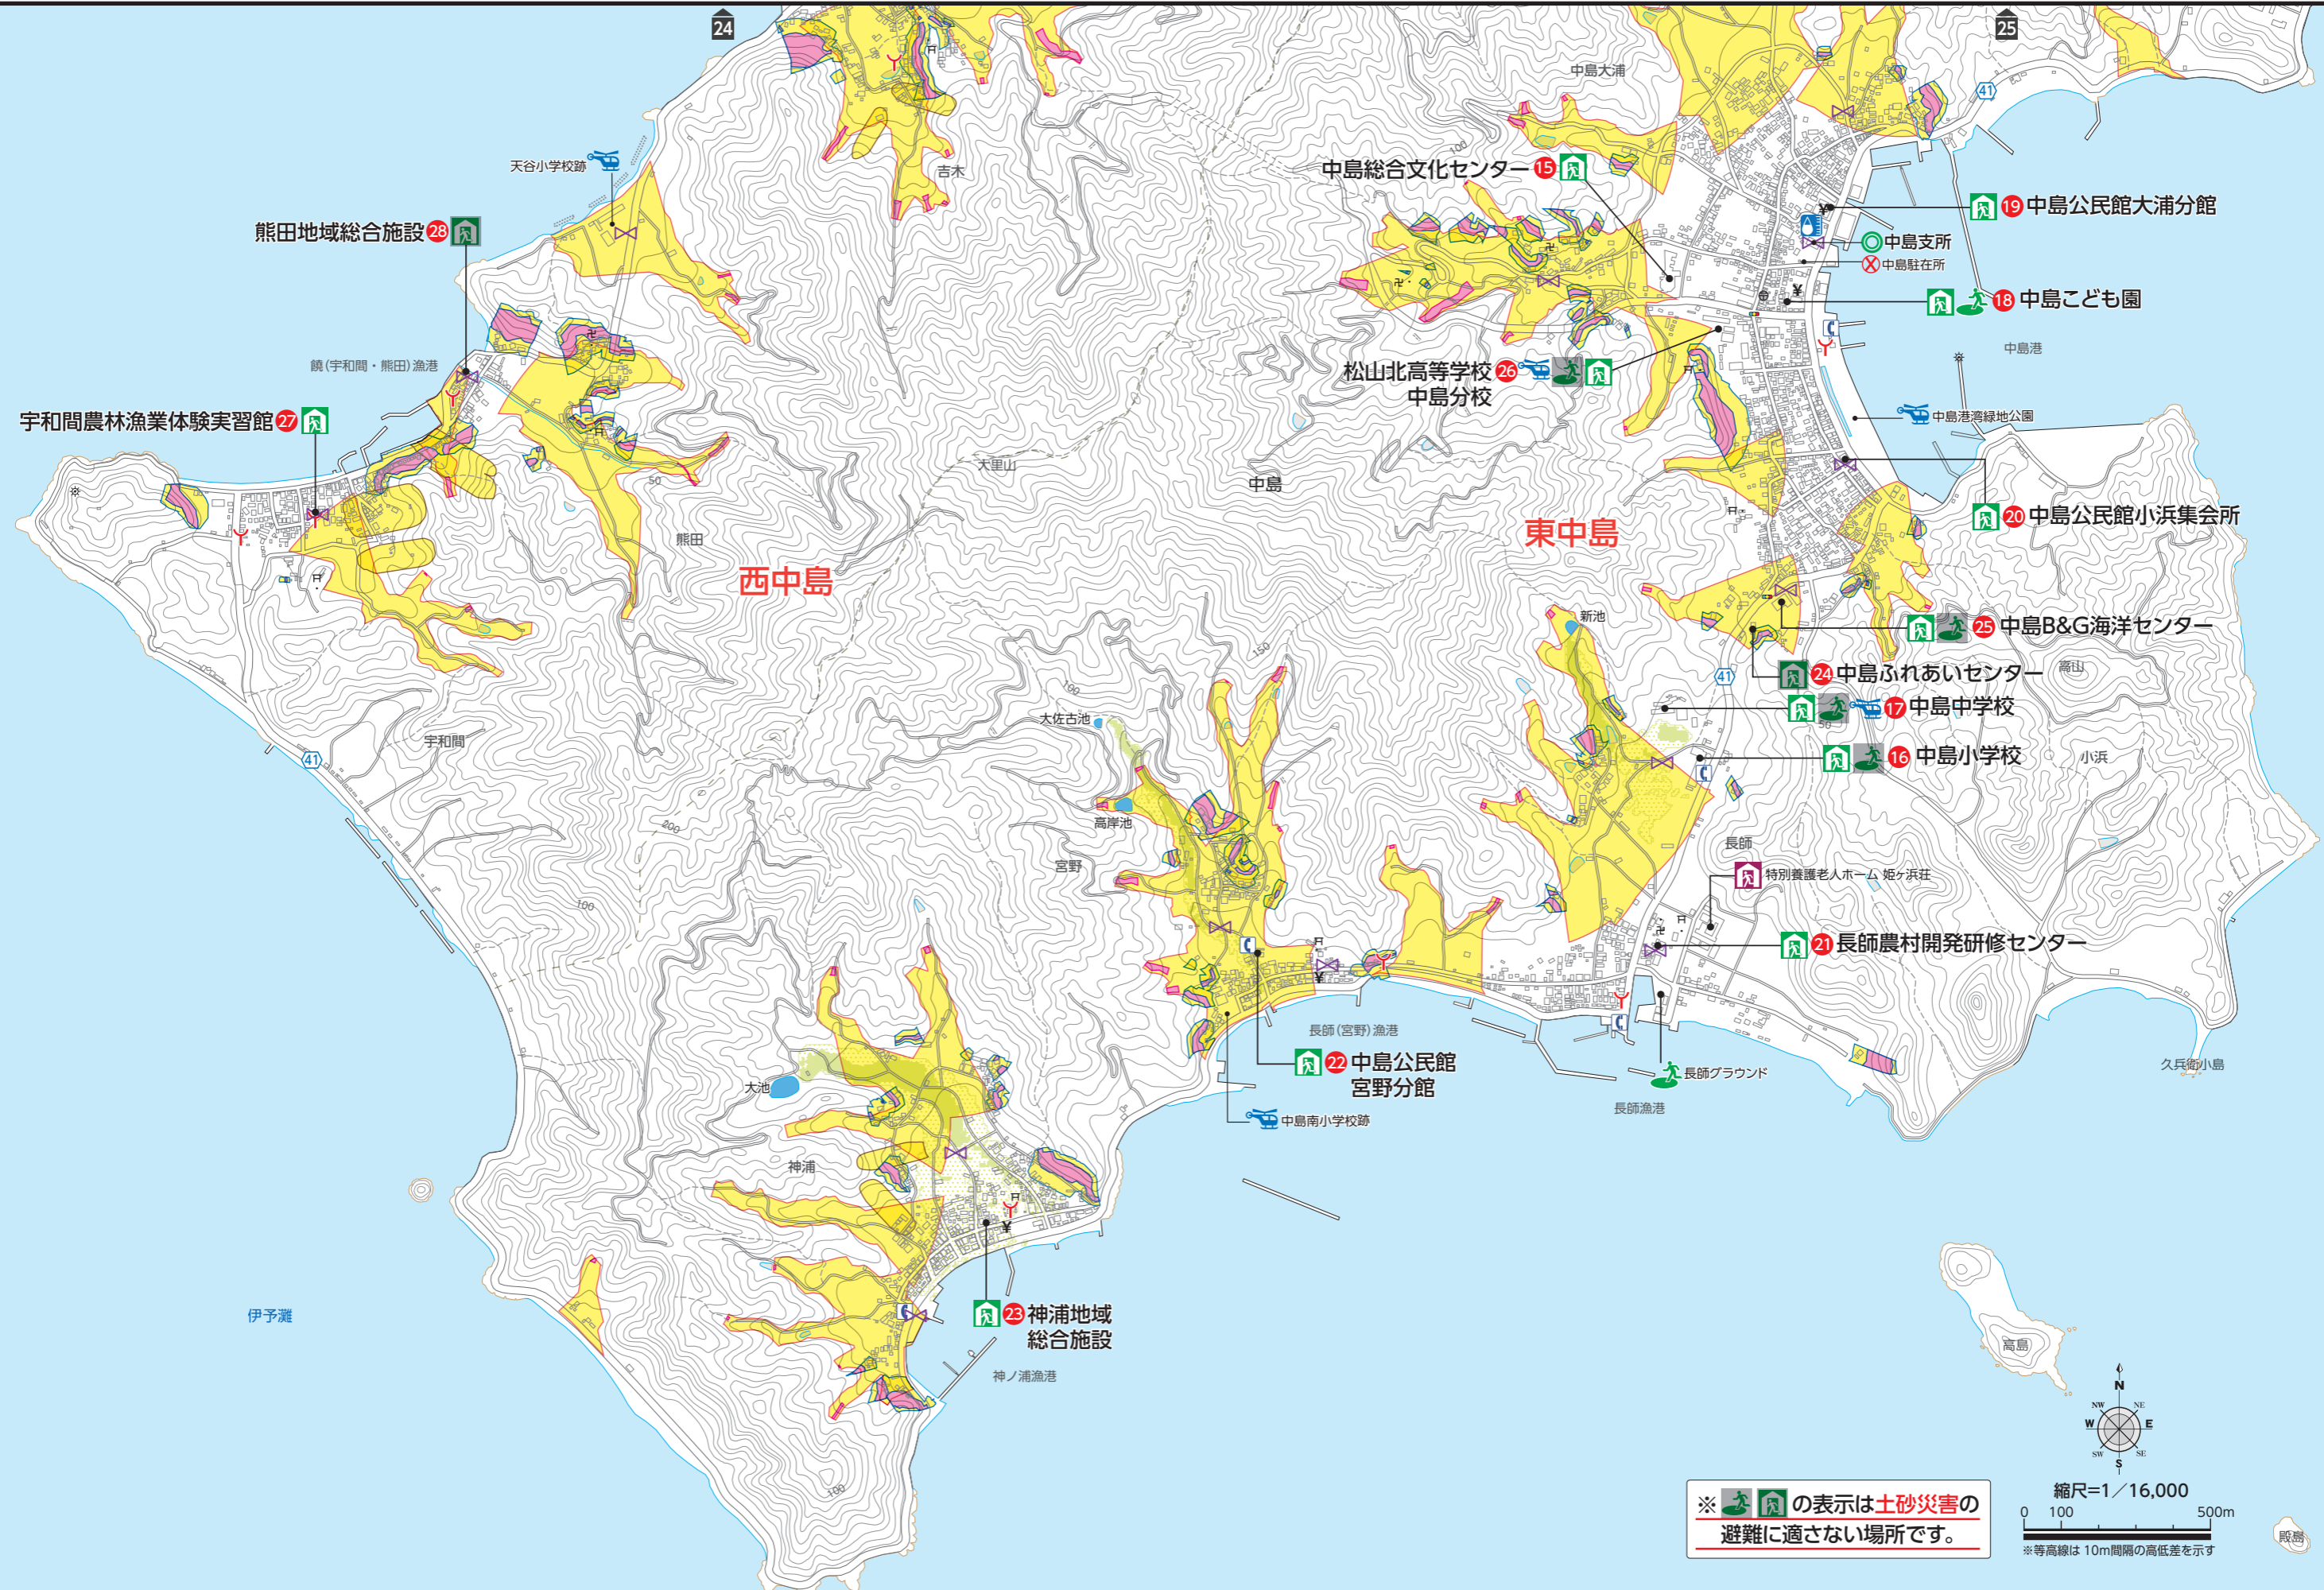 24
25
中島大浦
41
天谷小学校跡
吉木
100
中島総合文化センター 15
熊田地域総合施設 28
19 中島公民館大浦分館
中島支所
中島駐在所
18 中島こども園
饒(宇和間・熊田)漁港
松山北高等学校 26
中島分校
中島港
宇和間農林漁業体験実習館 27
中島港湾緑地公園
大里山
50
中島
20 中島公民館小浜集会所
東中島
熊田
西中島
新池
25 中島B&G海洋センター
150
41
24 中島ふれあいセンター
100
17 中島中学校
大佐古池
50
宇和間
41
16 中島小学校
小浜
高岸池
200
長師
宮野
特別養護老人ホーム 姫ヶ浜荘
100
21 長師農村開発研修センター
長師(宮野)漁港
22 中島公民館
宮野分館
長師グラウンド
久兵衛小島
大池
長師漁港
中島南小学校跡
神浦
伊予灘
23 神浦地域
総合施設
高島
神ノ浦漁港
N
NW NE
W E
SW SE
S
100
縮尺=1/16,000
※ の表示は土砂災害の
避難に適さない場所です。
0 100 500m
※等高線は10m間隔の高低差を示す
殿島